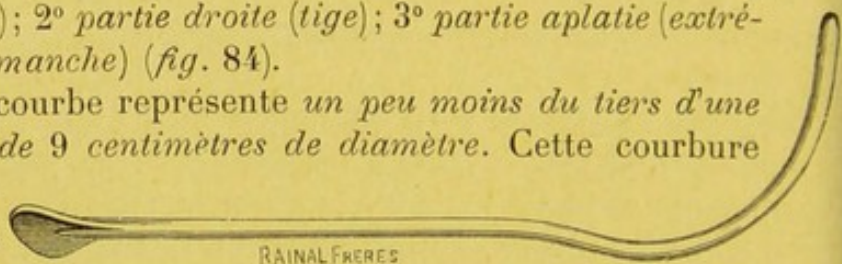 ); 2° partie droite (tige); 3° partie aplatie (extré-
manche) (fig. 84).
courbe représente un peu moins du tiers d'une
de 9 centimètres de diamètre. Cette courbure
RAINAL FRERES